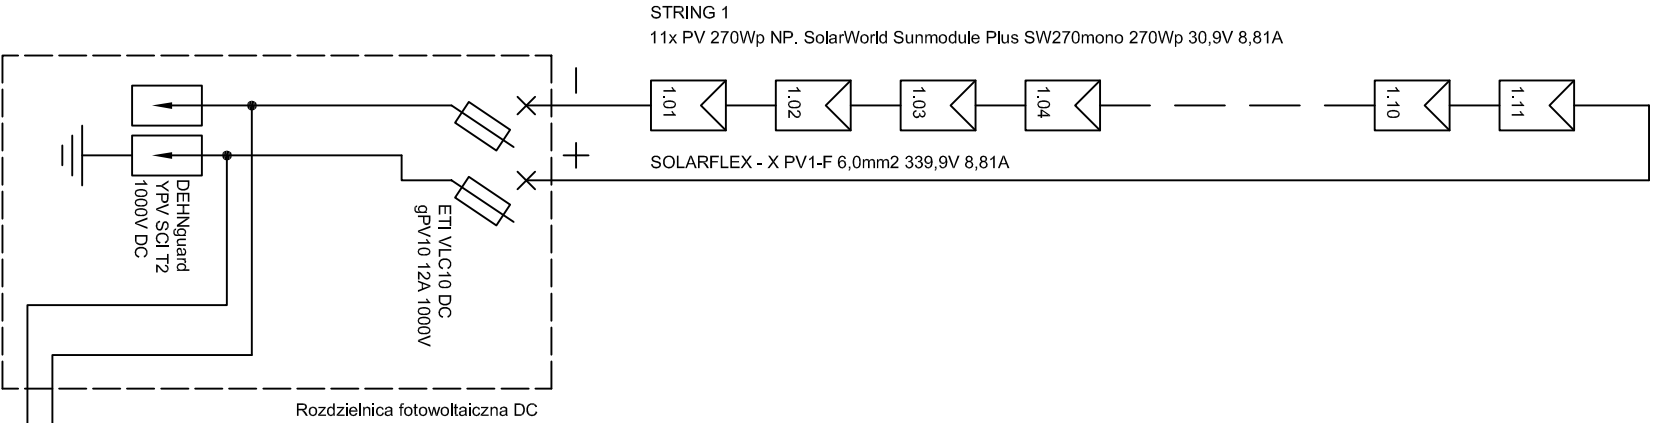 STRING 1
11x PV 270Wp NP. SolarWorld Sunmodule Plus SW270mono 270Wp 30,9V 8,81A
1.01
1.02
1.03
1.04
1.10
1.11
SOLARFLEX - X PV1-F 6,0mm2 339,9V 8,81A
DEHNguard
YPV SCI T2
1000V DC
ETI VLC10 DC
gPV10 12A 1000V
Rozdzielnica fotowoltaiczna DC